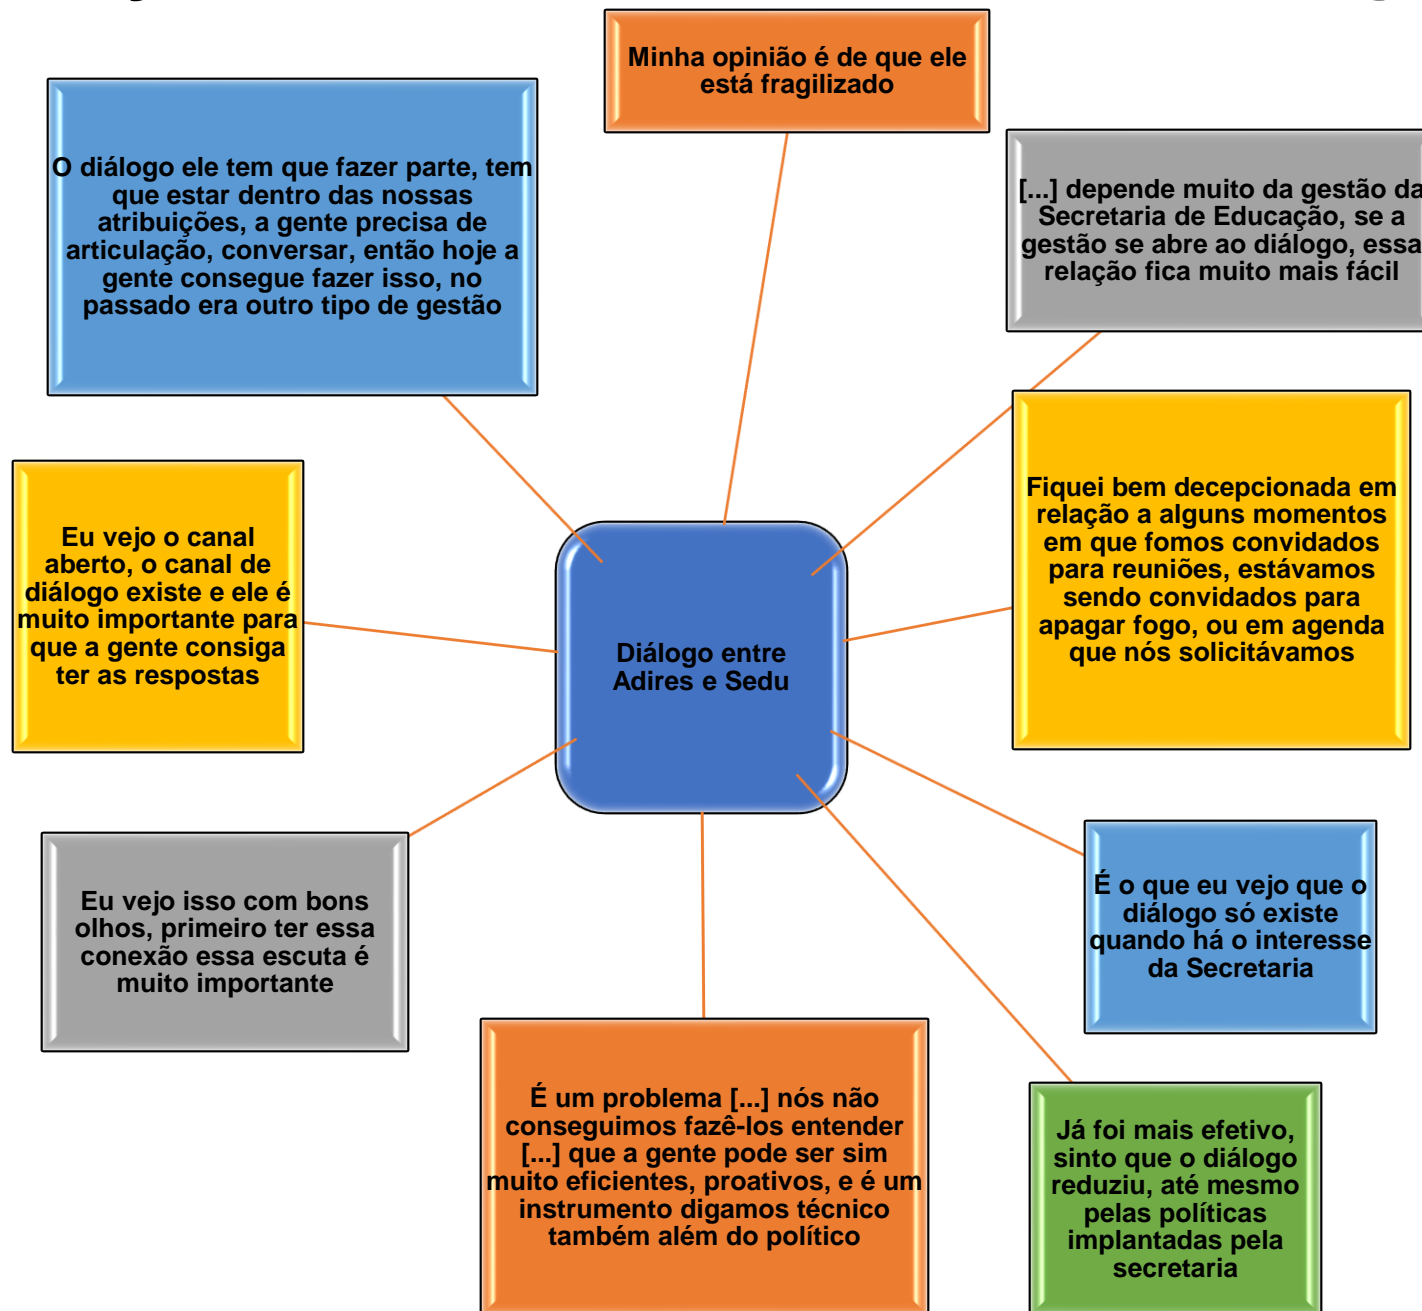 Minha opinião é de que ele
está fragilizado
O diálogo ele tem que fazer parte, tem
que estar dentro das nossas
atribuições, a gente precisa de
articulação, conversar, então hoje a
gente consegue fazer isso, no
passado era outro tipo de gestão
[...] depende muito da gestão da
Secretaria de Educação, se a
gestão se abre ao diálogo, essa
relação fica muito mais fácil
Fiquei bem decepcionada em
relação a alguns momentos
em que fomos convidados
para reuniões, estávamos
sendo convidados para
apagar fogo, ou em agenda
que nós solicitávamos
Eu vejo o canal
aberto, o canal de
diálogo existe e ele é
muito importante para
que a gente consiga
ter as respostas
Diálogo entre
Adires e Sedu
Eu vejo isso com bons
olhos, primeiro ter essa
conexão essa escuta é
muito importante
É o que eu vejo que o
diálogo só existe
quando há o interesse
da Secretaria
É um problema [...] nós não
conseguimos fazê-los entender
[...] que a gente pode ser sim
muito eficientes, proativos, e é um
instrumento digamos técnico
também além do político
Já foi mais efetivo,
sinto que o diálogo
reduziu, até mesmo
pelas políticas
implantadas pela
secretaria